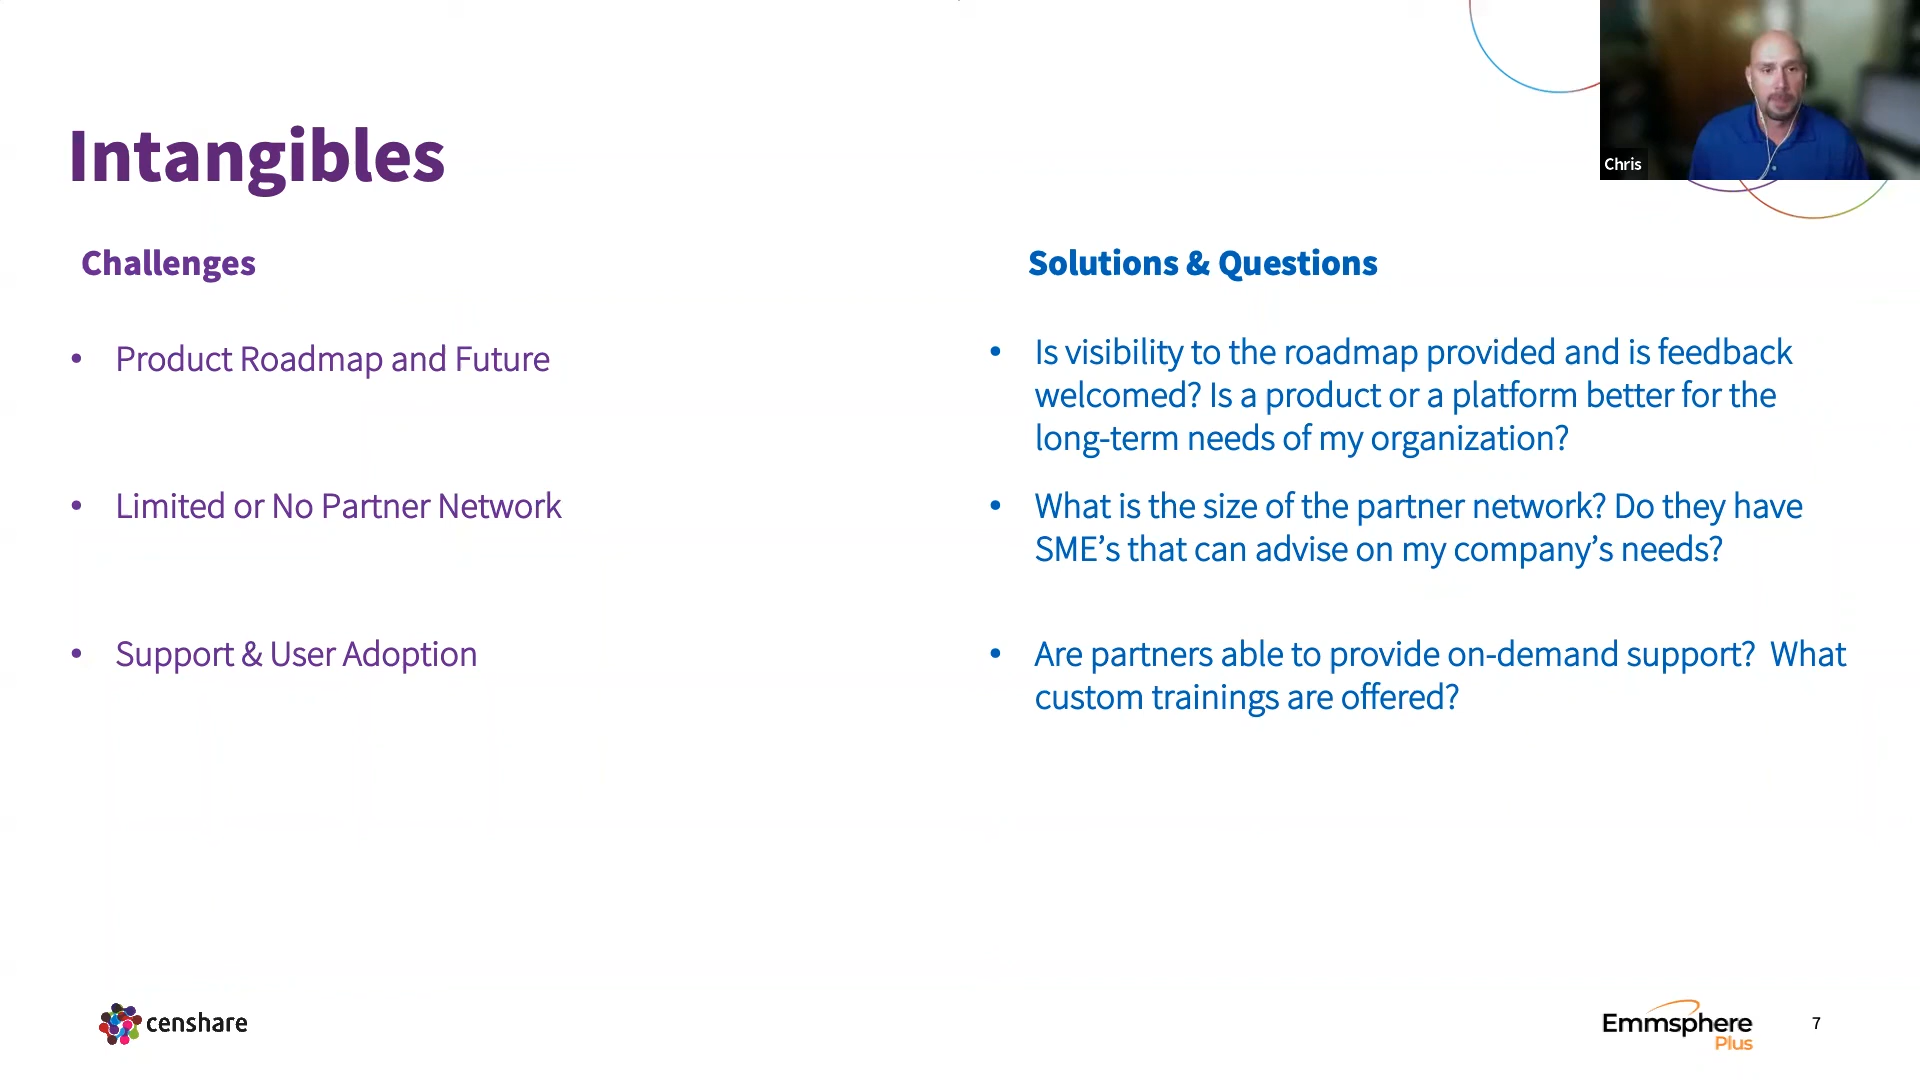 Chris
Intangibles
Challenges
• Product Roadmap and Future
• Limited or No Partner Network
• Support & User Adoption
Solutions & Questions
• Is visibility to the roadmap provided and is feedback
welcomed? Is a product or a platform better for the
long-term needs of my organization?
• What is the size of the partner network? Do they have
SME’s that can advise on my company’s needs?
• Are partners able to provide on-demand support?  What
custom trainings are offered?
censhare
Emmsphere
Plus
7